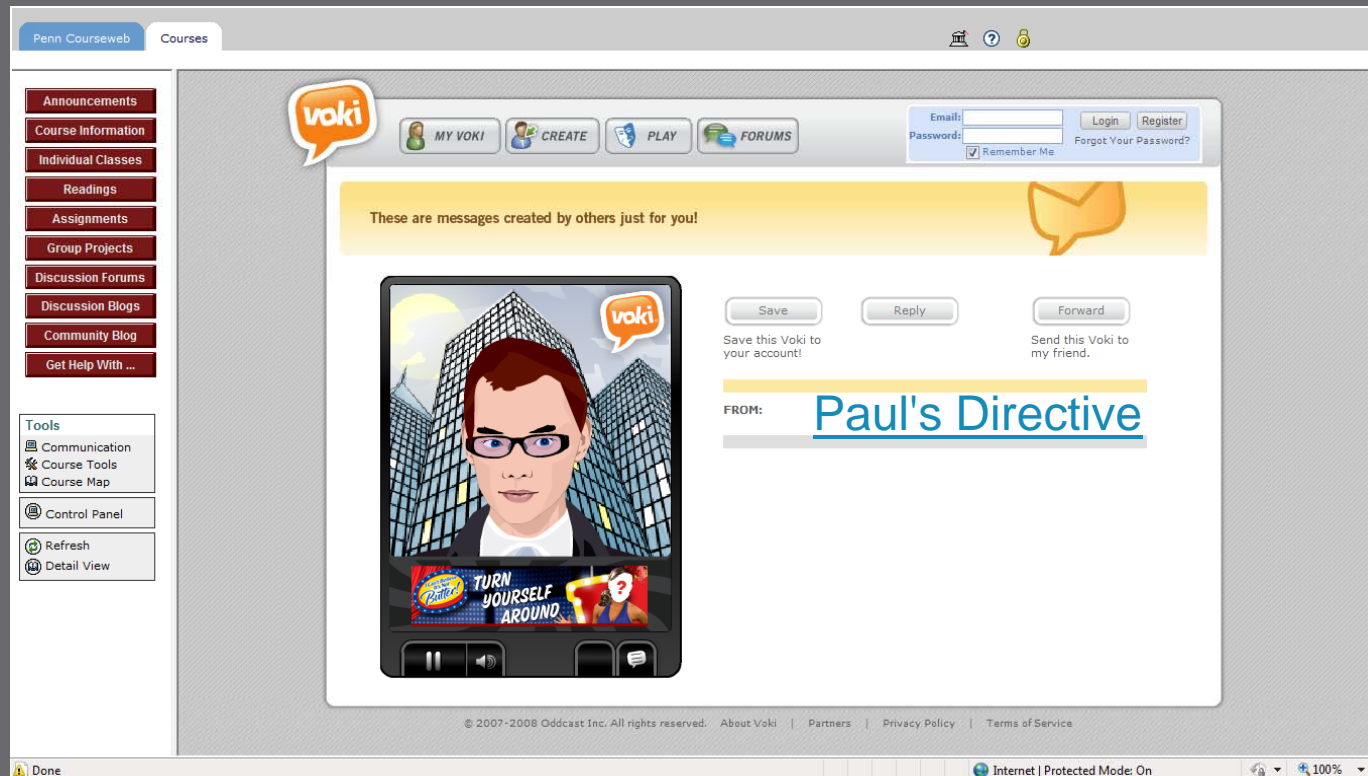 Penn Courseweb
Courses
Announcements
Course Information
Individual Classes
Readings
Assignments
Group Projects
Discussion Forums
Discussion Blogs
Community Blog
Get Help With ...
Tools
Communication
Course Tools
Course Map
Control Panel
Refresh
Detail View
voki
MY VOKI
CREATE
PLAY
FORUMS
Email:
Password:
Remember Me
Login
Register
Forgot Your Password?
These are messages created by others just for you!
voki
I Can't Believe
It's Not
Butter!
TURN
YOURSELF
AROUND
?
Save
Save this Voki to
your account!
Reply
Forward
Send this Voki to
my friend.
FROM:
Paul's Directive
© 2007-2008 Oddcast Inc. All rights reserved. About Voki | Partners | Privacy Policy | Terms of Service
Done
Internet | Protected Mode: On
100%